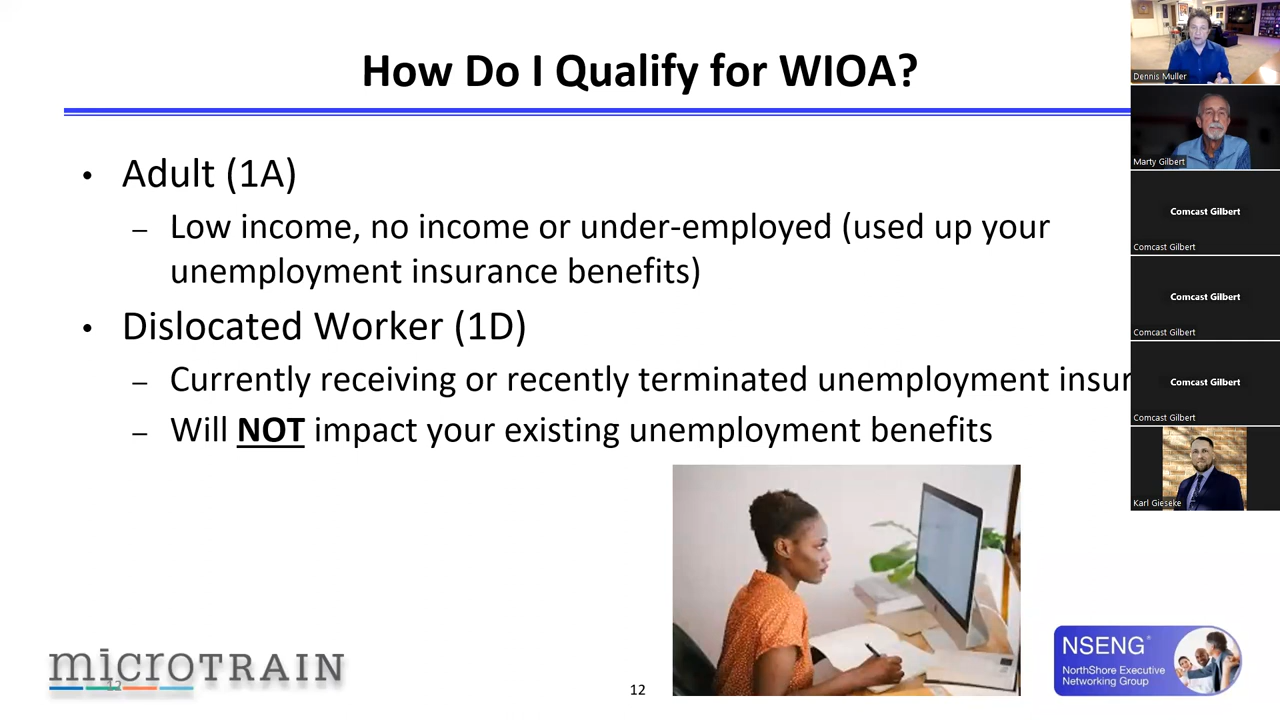 How Do I Qualify for WIOA?
• Adult (1A)
– Low income, no income or under-employed (used up your
unemployment insurance benefits)
• Dislocated Worker (1D)
– Currently receiving or recently terminated unemployment insur
– Will NOT impact your existing unemployment benefits
microTRAIN
12
12
NSENG®
NorthShore Executive
Networking Group
Dennis Muller
Marty Gilbert
Comcast Gilbert
Comcast Gilbert
Comcast Gilbert
Comcast Gilbert
Comcast Gilbert
Comcast Gilbert
Karl Gieseke